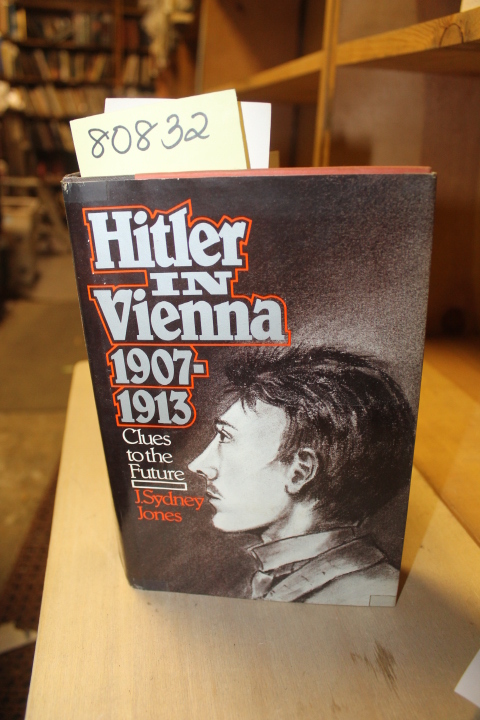 80832
Hitler
IN
Vienna
1907-
1913
Clues
to the
Future
J. Sydney
Jones